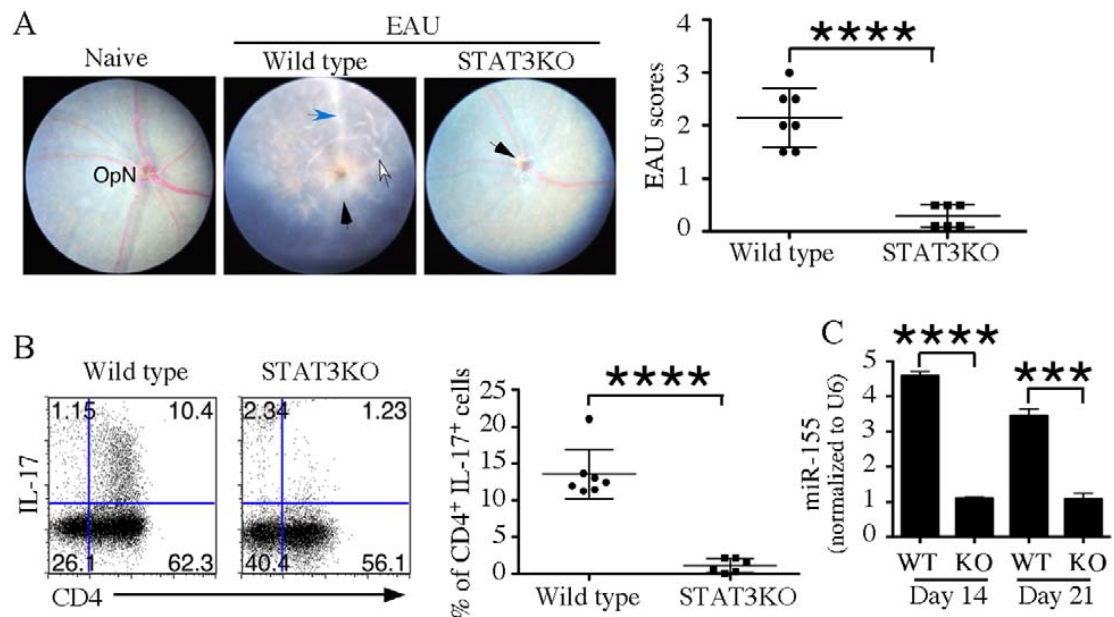 A
EAU
Naive
Wild type
STAT3KO
OpN
EAU scores
4
3
2
1
0
****
Wild type
STAT3KO
B
Wild type
STAT3KO
1.15
10.4
2.34
1.23
26.1
62.3
40.4
56.1
IL-17
CD4
% of CD4+ IL-17+ cells
25
20
15
10
5
0
****
Wild type
STAT3KO
C
miR-155
(normalized to U6)
5
4
3
2
1
0
****
***
WT
KO
WT
KO
Day 14
Day 21